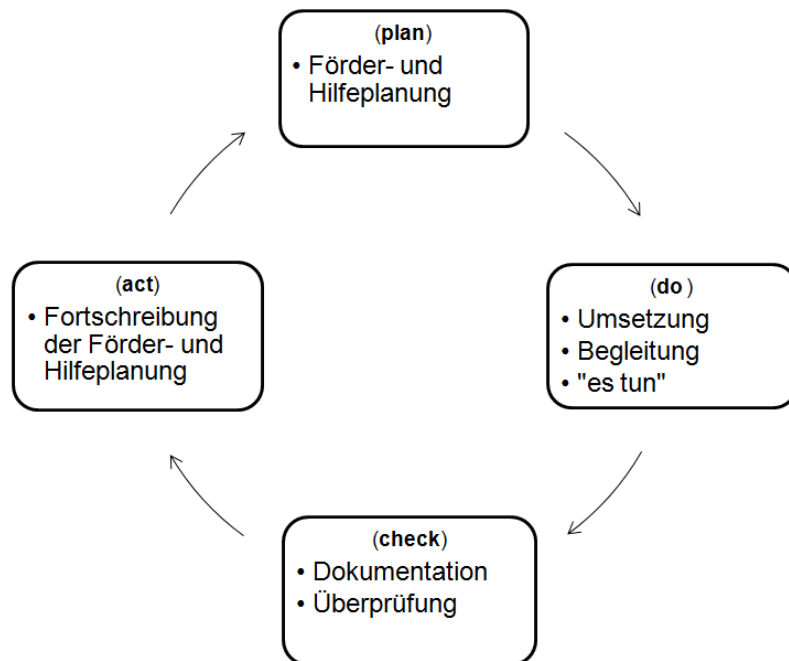 (plan)
• Förder- und
Hilfeplanung
(act)
• Fortschreibung
der Förder- und
Hilfeplanung
(do )
• Umsetzung
• Begleitung
• "es tun"
(check)
• Dokumentation
• Überprüfung